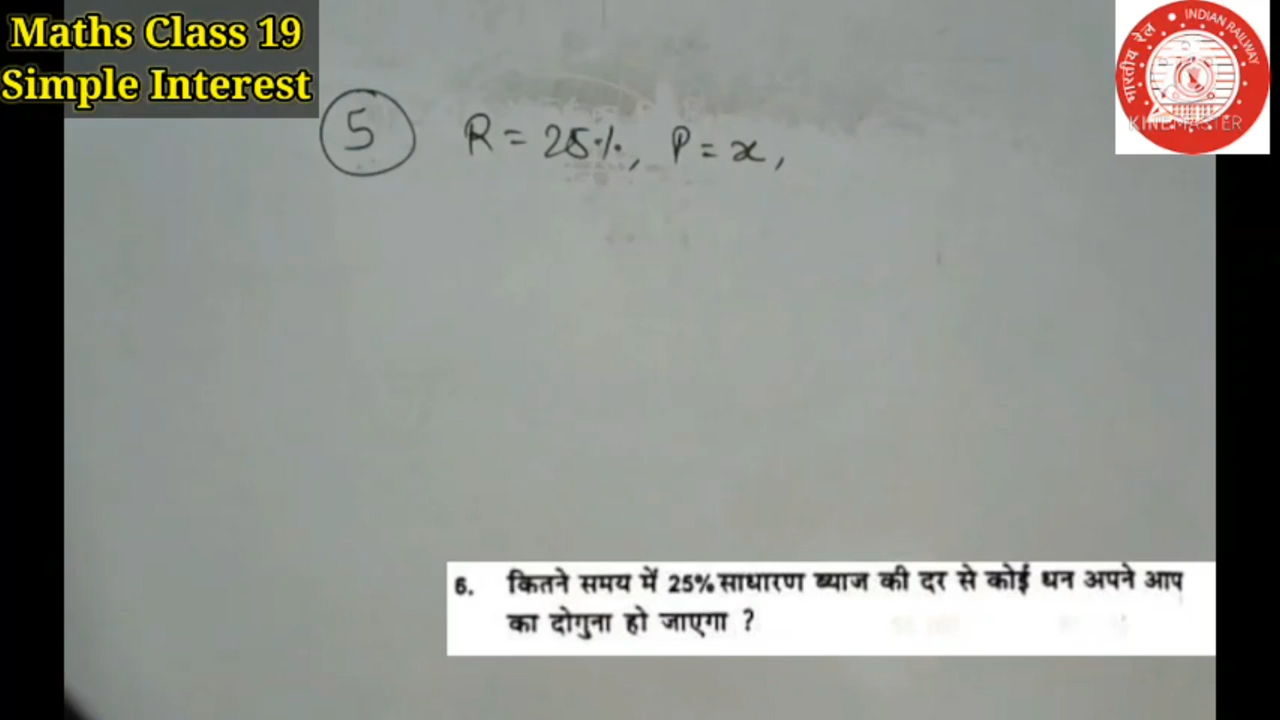 Maths Class 19
Simple Interest
INDIAN RAILWAY
भारतीय रेल
KINEMASTER
5 R = 25%, P = x,
6. कितने समय में 25% साधारण ब्याज की दर से कोई धन अपने आप
का दोगुना हो जाएगा ?